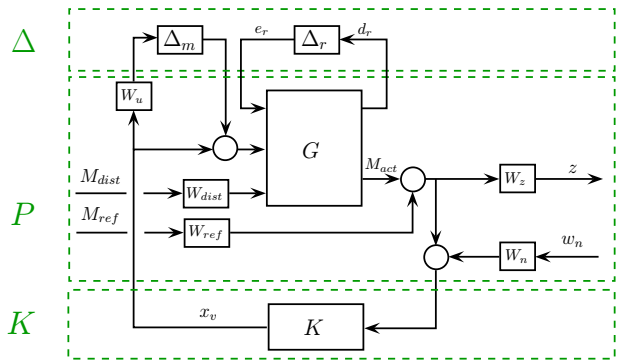 Δ
Δ_m
e_r
Δ_r
d_r
W_u
G
M_act
M_dist
W_dist
W_z
z
P
M_ref
W_ref
W_n
w_n
K
x_v
K